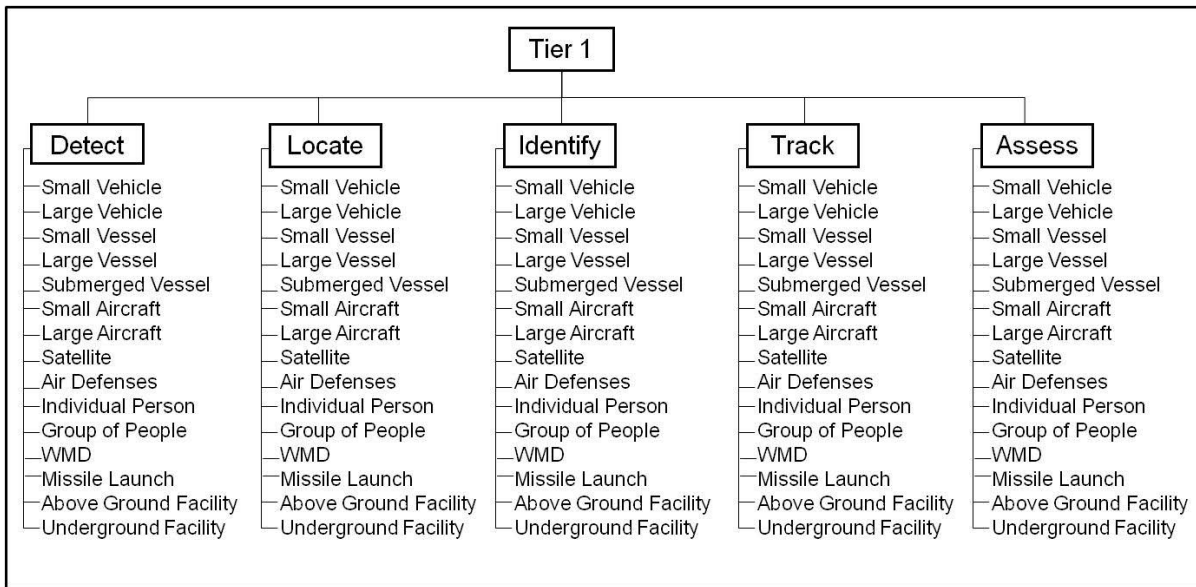 Tier 1
Detect
Small Vehicle
Large Vehicle
Small Vessel
Large Vessel
Submerged Vessel
Small Aircraft
Large Aircraft
Satellite
Air Defenses
Individual Person
Group of People
WMD
Missile Launch
Above Ground Facility
Underground Facility
Locate
Small Vehicle
Large Vehicle
Small Vessel
Large Vessel
Submerged Vessel
Small Aircraft
Large Aircraft
Satellite
Air Defenses
Individual Person
Group of People
WMD
Missile Launch
Above Ground Facility
Underground Facility
Identify
Small Vehicle
Large Vehicle
Small Vessel
Large Vessel
Submerged Vessel
Small Aircraft
Large Aircraft
Satellite
Air Defenses
Individual Person
Group of People
WMD
Missile Launch
Above Ground Facility
Underground Facility
Track
Small Vehicle
Large Vehicle
Small Vessel
Large Vessel
Submerged Vessel
Small Aircraft
Large Aircraft
Satellite
Air Defenses
Individual Person
Group of People
WMD
Missile Launch
Above Ground Facility
Underground Facility
Assess
Small Vehicle
Large Vehicle
Small Vessel
Large Vessel
Submerged Vessel
Small Aircraft
Large Aircraft
Satellite
Air Defenses
Individual Person
Group of People
WMD
Missile Launch
Above Ground Facility
Underground Facility